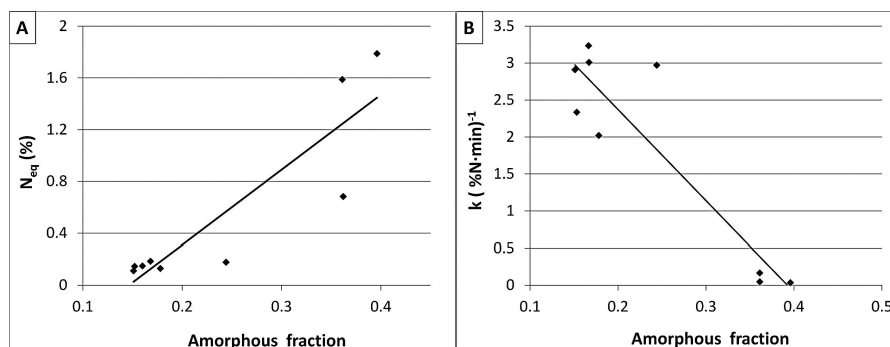 A
2
1.6
1.2
0.8
0.4
0
N_eq (%)
0.1 0.2 0.3 0.4
Amorphous fraction
B
3.5
3
2.5
2
1.5
1
0.5
0
k ( %N·min)⁻¹
0.1 0.2 0.3 0.4 0.5
Amorphous fraction